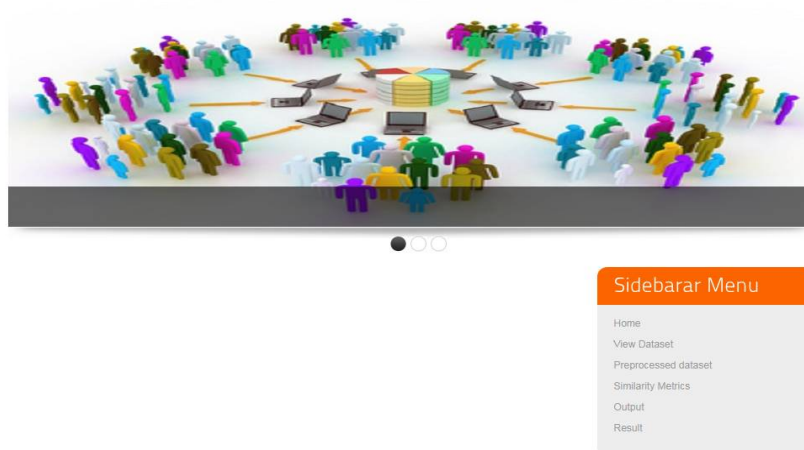 Sidebarar Menu
Home
View Dataset
Preprocessed dataset
Similarity Metrics
Output
Result